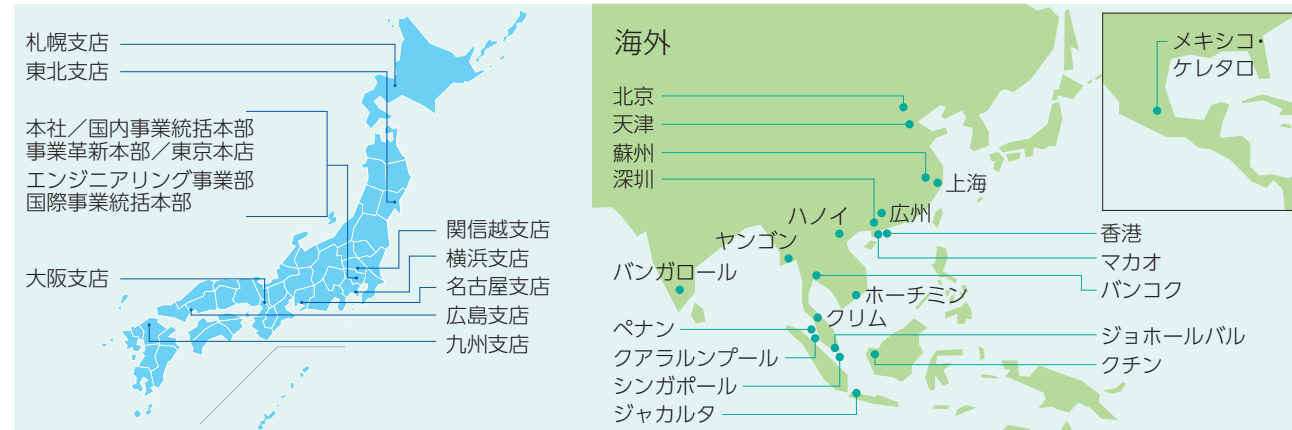 札幌支店
東北支店
本社／国内事業統括本部
事業革新本部／東京本店
エンジニアリング事業部
国際事業統括本部
大阪支店
関信越支店
横浜支店
名古屋支店
広島支店
九州支店
海外
北京
天津
蘇州
深圳
上海
広州
ハノイ
ヤンゴン
バンガロール
ホーチミン
クリム
ペナン
クアラルンプール
シンガポール
ジャカルタ
香港
マカオ
バンコク
ジョホールバル
クチン
メキシコ・
ケレタロ